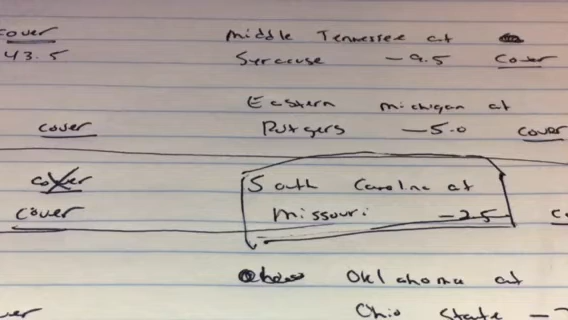 cover
43.5
Middle Tennessee at
Syracuse -9.5 Cover
Eastern Michigan at
Rutgers -5.0 cover
cover
cover
South Carolina at
cover
Missouri -2.5
Oklahoma at
Ohio State -7